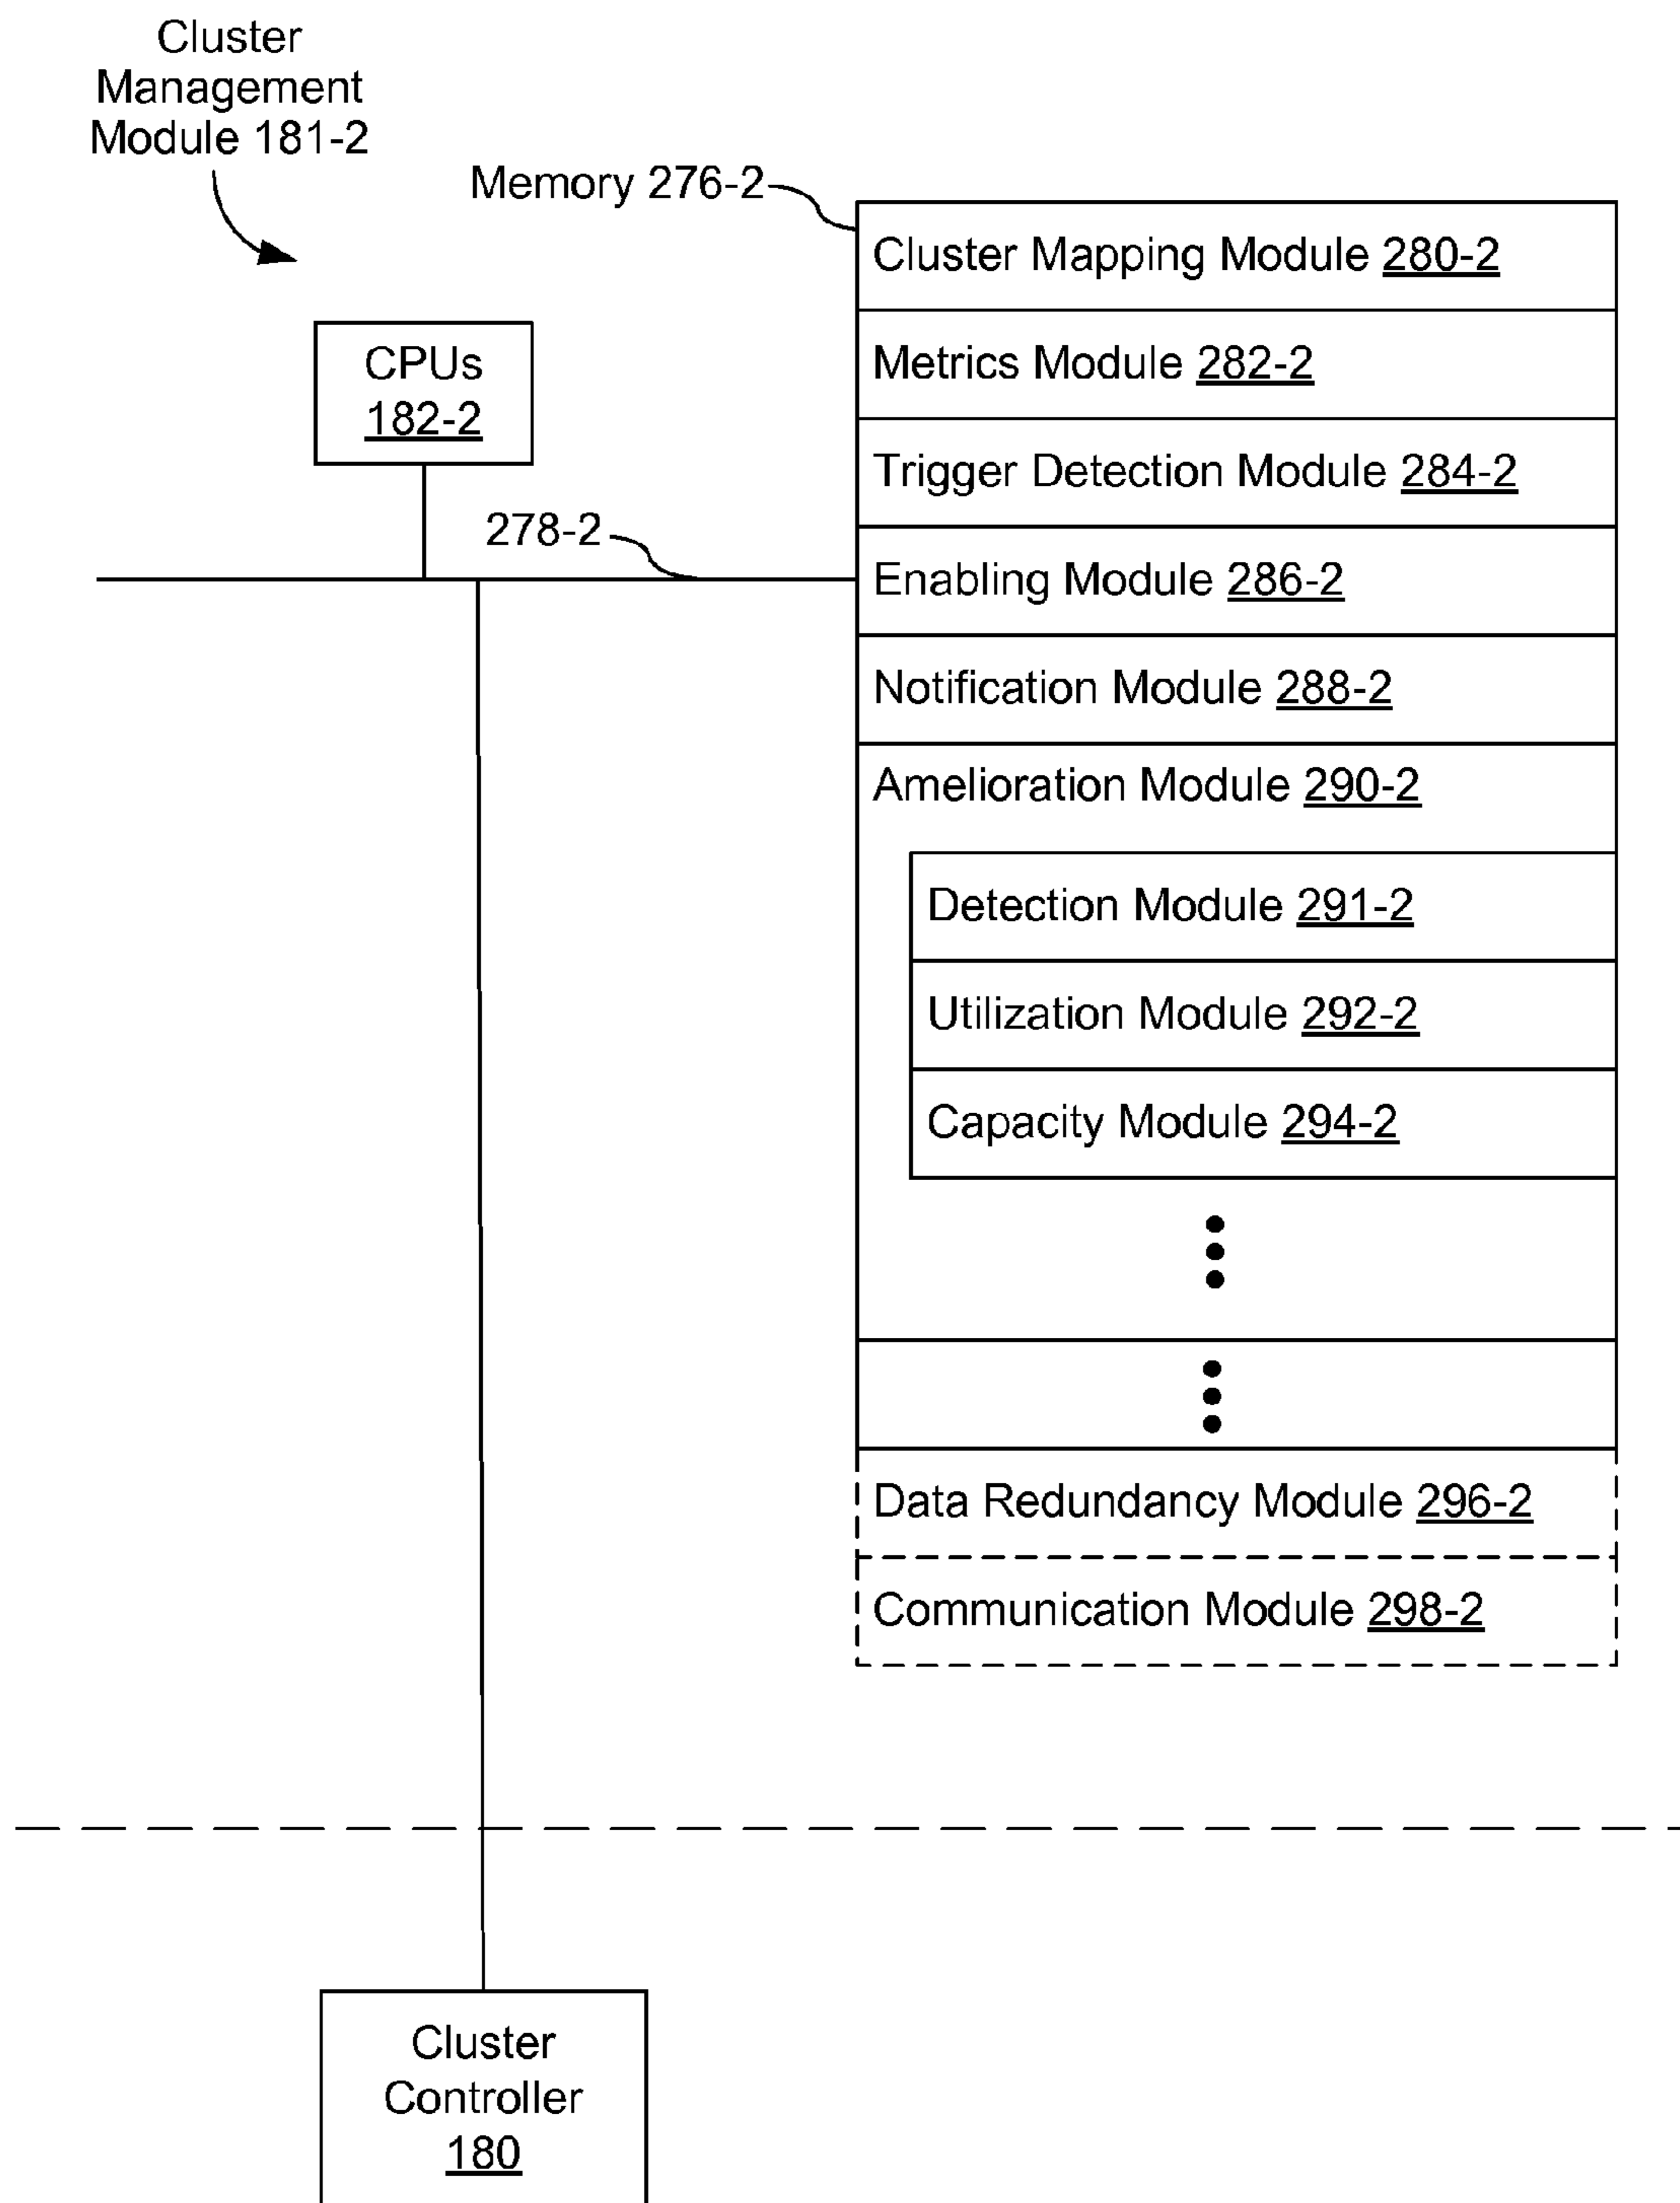 Cluster
Management
Module 181-2
Memory 276-2
Cluster Mapping Module 280-2
CPUs
182-2
Metrics Module 282-2
Trigger Detection Module 284-2
278-2
Enabling Module 286-2
Notification Module 288-2
Amelioration Module 290-2
Detection Module 291-2
Utilization Module 292-2
Capacity Module 294-2
Data Redundancy Module 296-2
Communication Module 298-2
Cluster
Controller
180